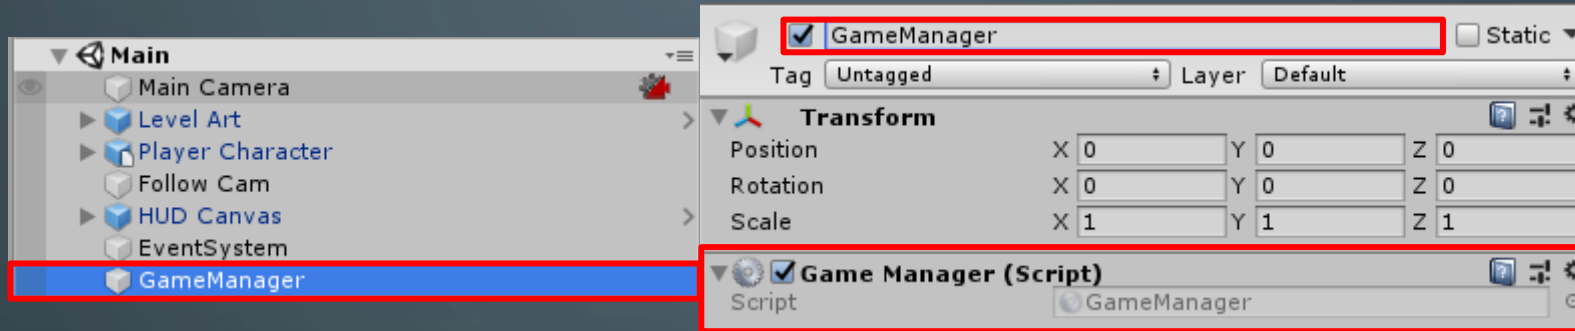 Main
Main Camera
Level Art
Player Character
Follow Cam
HUD Canvas
EventSystem
GameManager
GameManager Static
Tag Untagged Layer Default
Transform
Position X 0 Y 0 Z 0
Rotation X 0 Y 0 Z 0
Scale X 1 Y 1 Z 1
Game Manager (Script)
Script GameManager